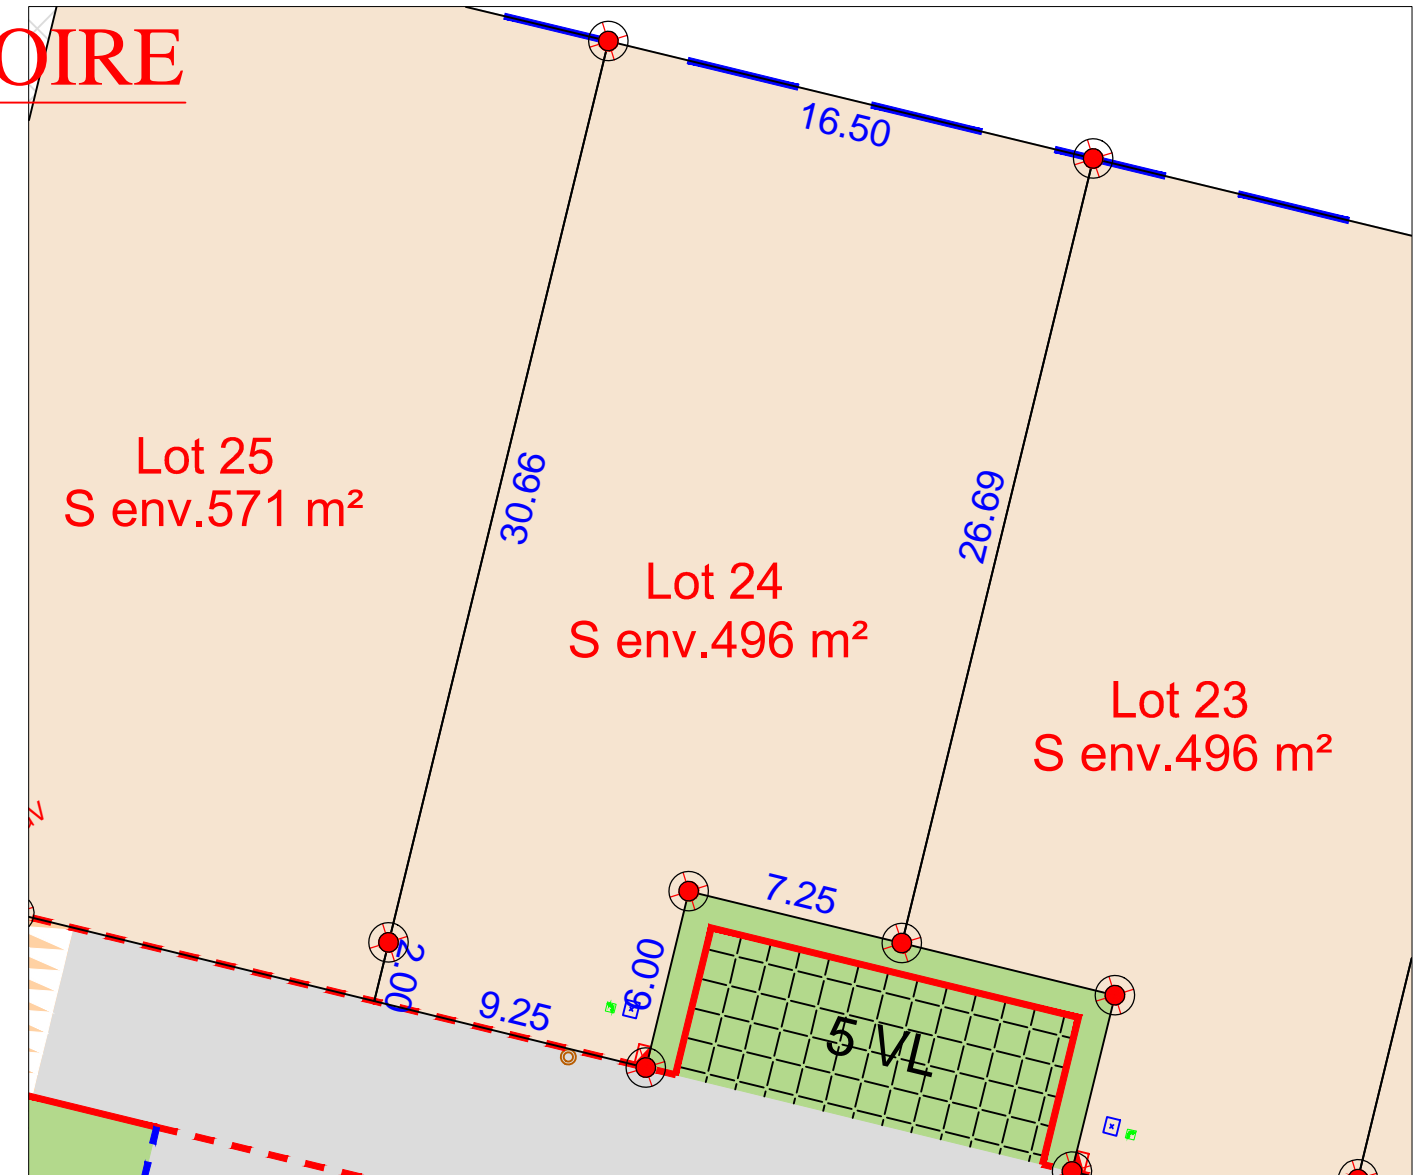 OIRE
16.50
30.66
26.69
Lot 25
S env.571 m²
Lot 24
S env.496 m²
Lot 23
S env.496 m²
7.25
2.00
6.00
9.25
5 VL